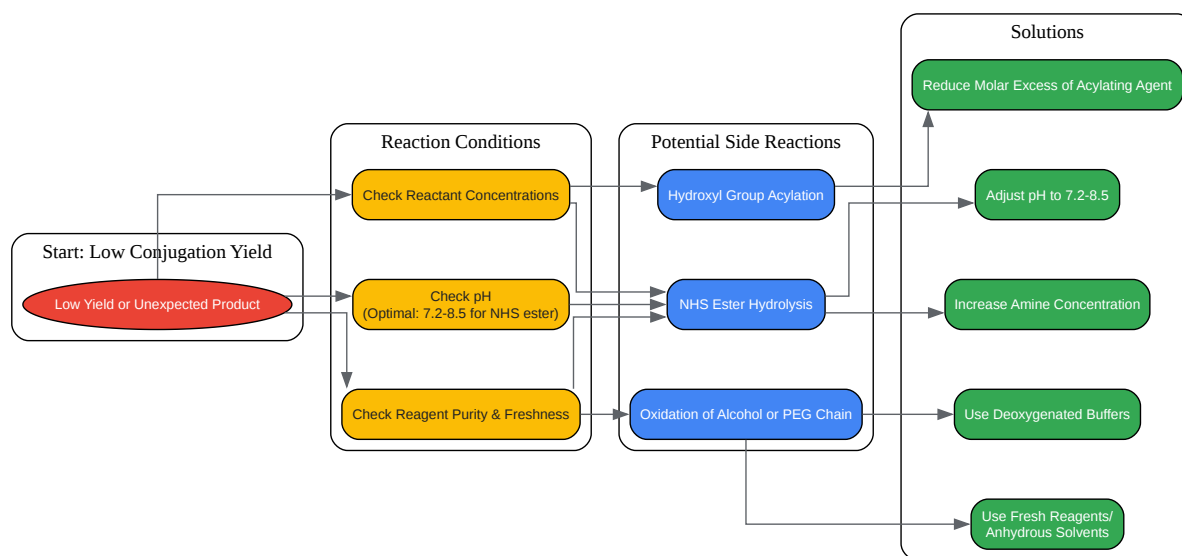 Start: Low Conjugation Yield
Low Yield or Unexpected Product
Reaction Conditions
Check Reactant Concentrations
Check pH
(Optimal: 7.2-8.5 for NHS ester)
Check Reagent Purity & Freshness
Potential Side Reactions
Hydroxyl Group Acylation
NHS Ester Hydrolysis
Oxidation of Alcohol or PEG Chain
Solutions
Reduce Molar Excess of Acylating Agent
Adjust pH to 7.2-8.5
Increase Amine Concentration
Use Deoxygenated Buffers
Use Fresh Reagents/
Anhydrous Solvents